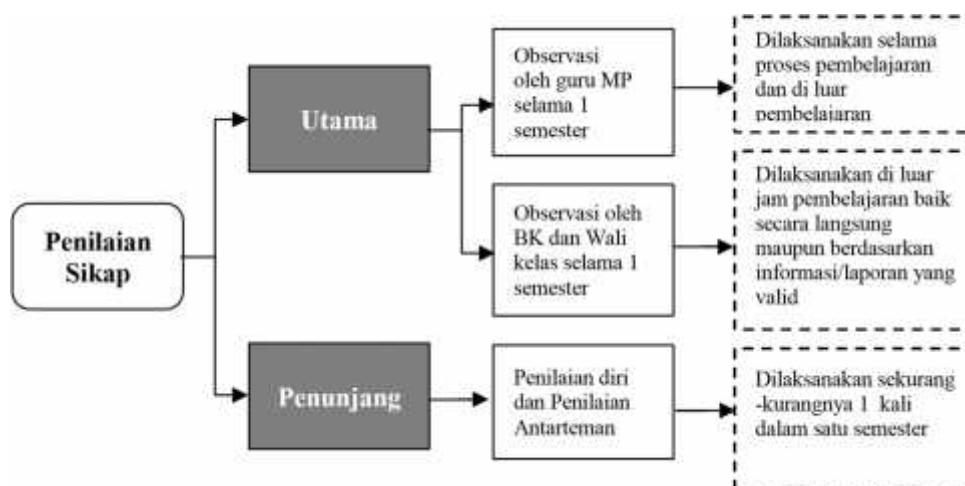 Penilaian
Sikap
Utama
Observasi
oleh guru MP
selama 1
semester
Dilaksanakan selama
proses pembelajaran
dan di luar
pembelajaran
Observasi oleh
BK dan Wali
kelas selama 1
semester
Dilaksanakan di luar
jam pembelajaran baik
secara langsung
maupun berdasarkan
informasi/laporan yang
valid
Penunjang
Penilaian diri
dan Penilaian
Antarteman
Dilaksanakan sekurang
-kurangnya 1 kali
dalam satu semester